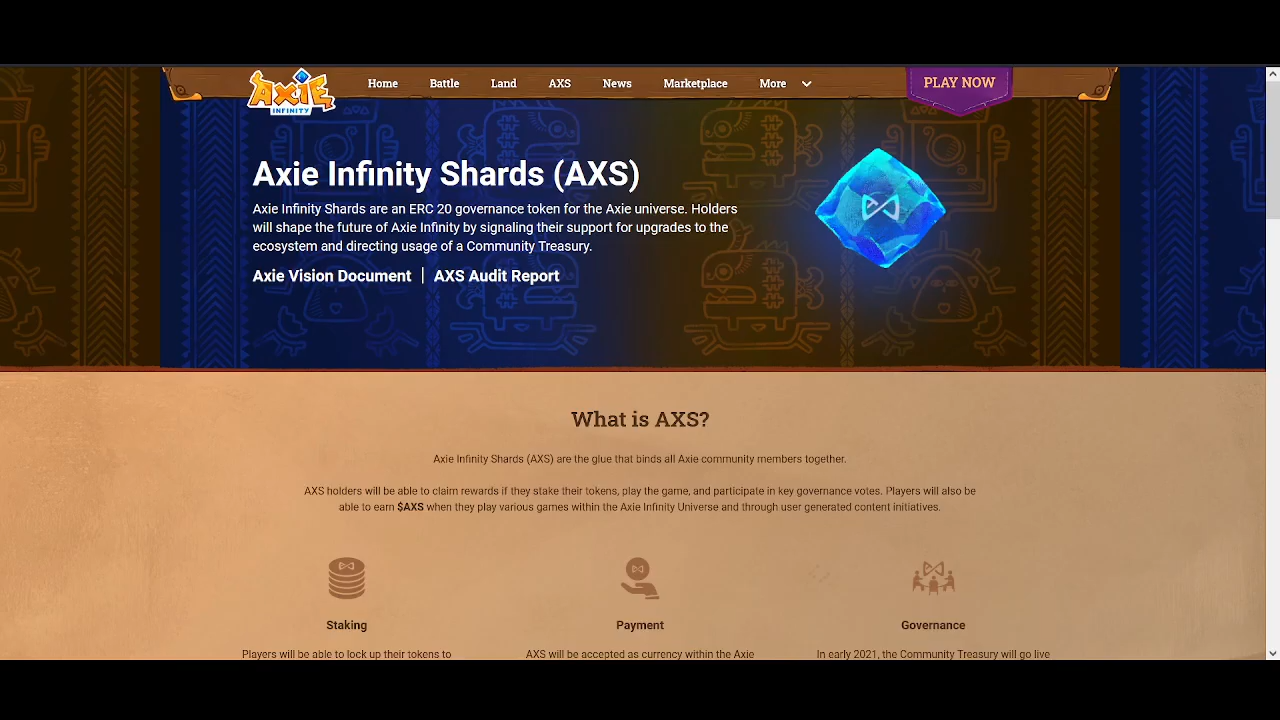 AXIE
INFINITY
Home Battle Land AXS News Marketplace More
PLAY NOW
Axie Infinity Shards (AXS)
Axie Infinity Shards are an ERC 20 governance token for the Axie universe. Holders
will shape the future of Axie Infinity by signaling their support for upgrades to the
ecosystem and directing usage of a Community Treasury.
Axie Vision Document | AXS Audit Report
What is AXS?
Axie Infinity Shards (AXS) are the glue that binds all Axie community members together.
AXS holders will be able to claim rewards if they stake their tokens, play the game, and participate in key governance votes. Players will also be
able to earn $AXS when they play various games within the Axie Infinity Universe and through user generated content initiatives.
Staking
Payment
Governance
Players will be able to lock up their tokens to
AXS will be accepted as currency within the Axie
In early 2021, the Community Treasury will go live